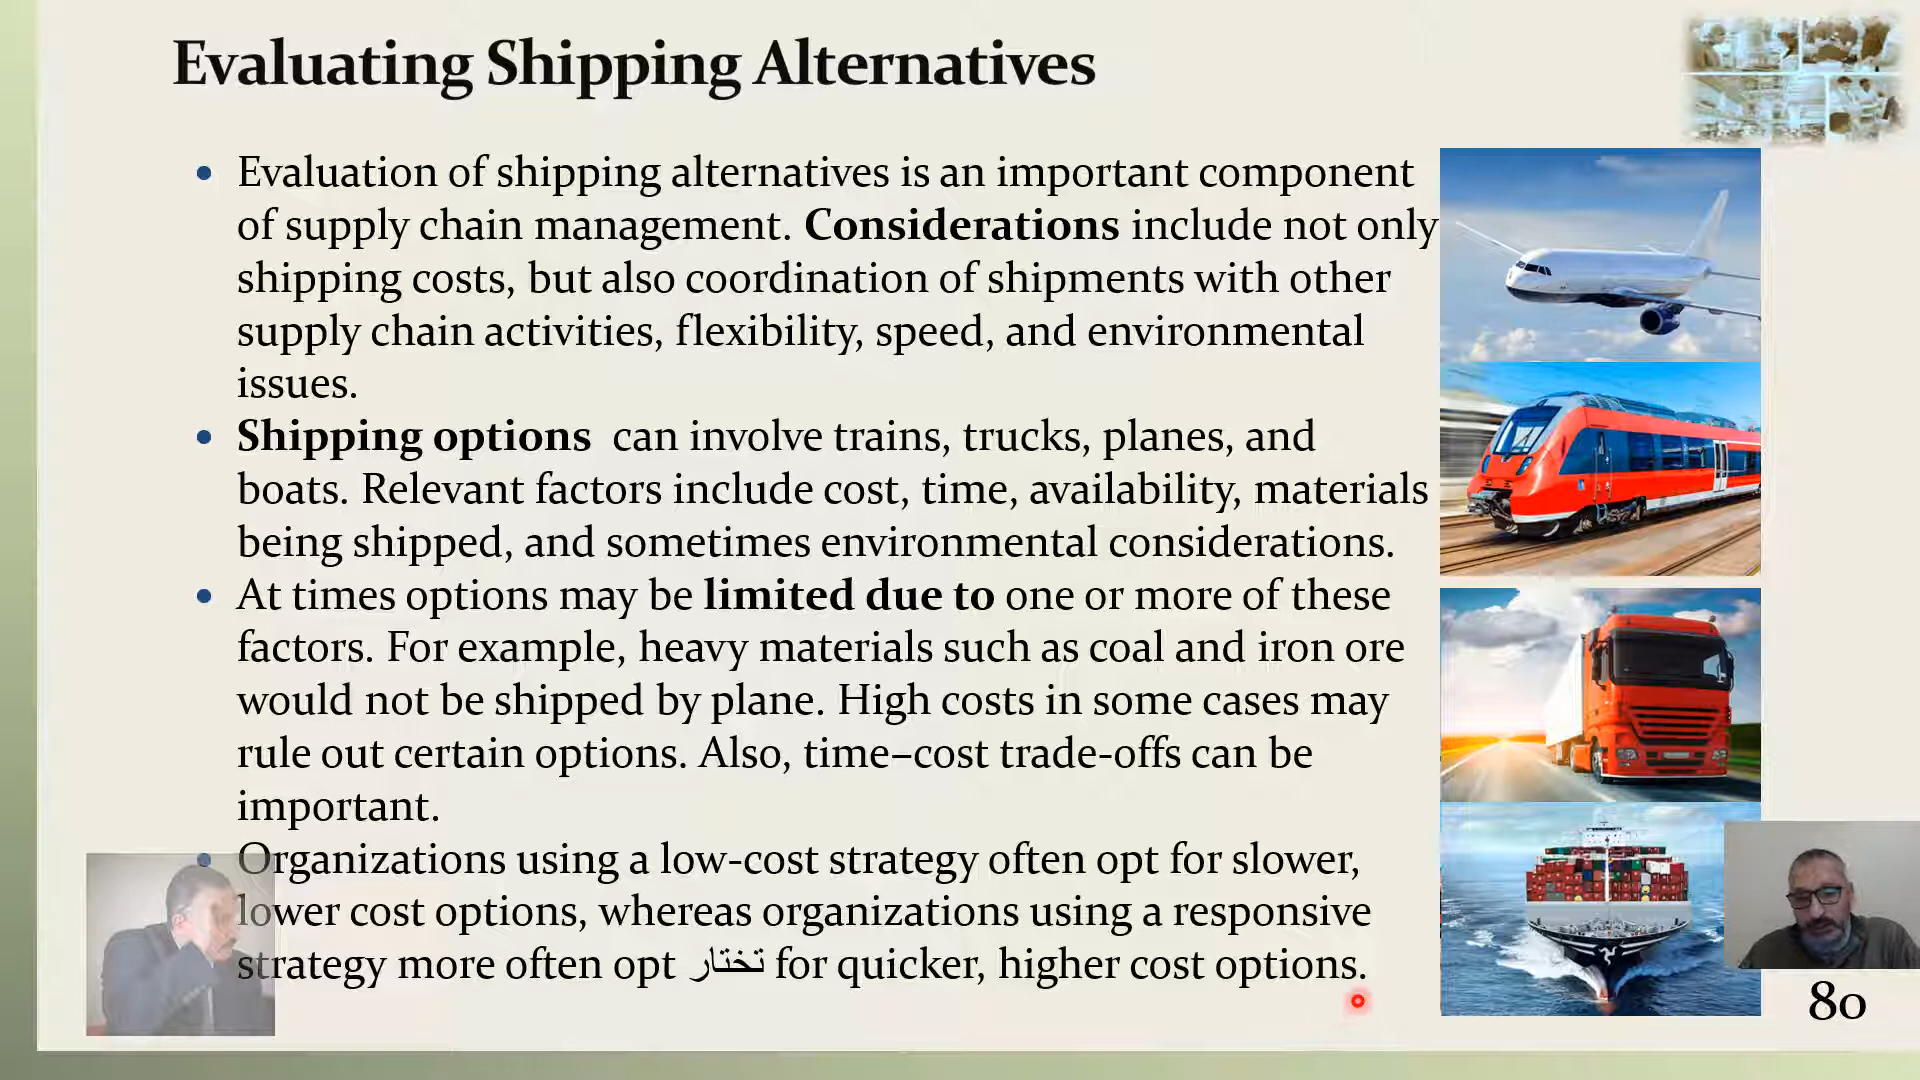 Evaluating Shipping Alternatives
• Evaluation of shipping alternatives is an important component
of supply chain management. Considerations include not only
shipping costs, but also coordination of shipments with other
supply chain activities, flexibility, speed, and environmental
issues.
• Shipping options can involve trains, trucks, planes, and
boats. Relevant factors include cost, time, availability, materials
being shipped, and sometimes environmental considerations.
• At times options may be limited due to one or more of these
factors. For example, heavy materials such as coal and iron ore
would not be shipped by plane. High costs in some cases may
rule out certain options. Also, time–cost trade-offs can be
important.
• Organizations using a low-cost strategy often opt for slower,
lower cost options, whereas organizations using a responsive
strategy more often opt تختار for quicker, higher cost options.
80